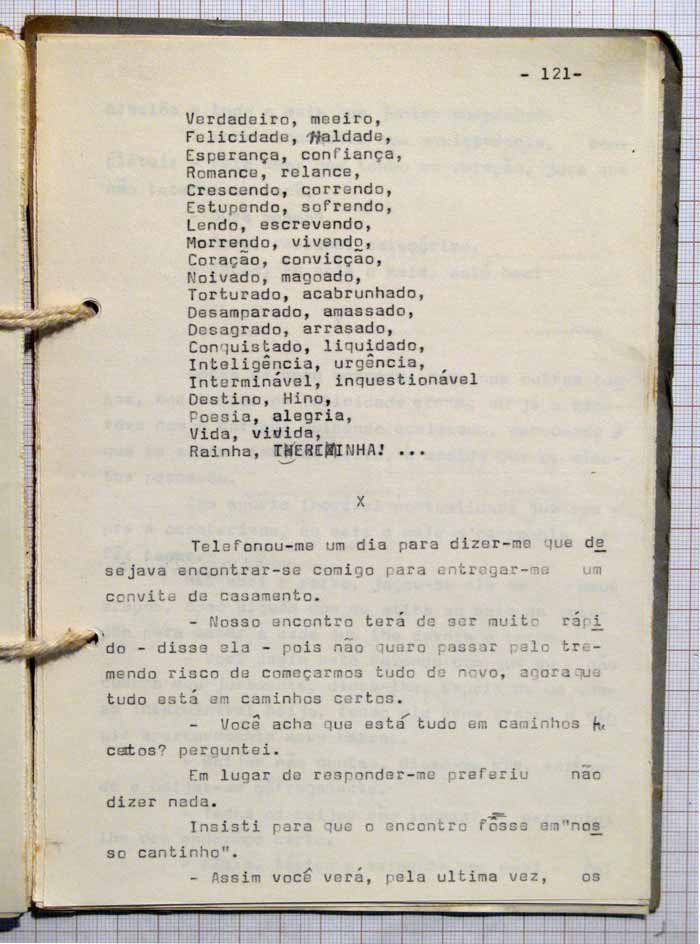 - 121-
Verdadeiro, meeiro,
Felicidade, Maldade,
Esperança, confiança,
Romance, relance,
Crescendo, correndo,
Estupendo, sofrendo,
Lendo, escrevendo,
Morrendo, vivendo,
Coração, convicção,
Noivado, magoado,
Torturado, acabrunhado,
Desamparado, amassado,
Desagrado, arrasado,
Conquistado, liquidado,
Inteligência, urgência,
Interminável, inquestionável
Destino, Hino,
Poesia, alegria,
Vida, vivida,
Rainha, THEREZINHA! ...
X
Telefonou-me um dia para dizer-me que de
sejava encontrar-se comigo para entregar-me um
convite de casamento.
- Nosso encontro terá de ser muito rápi
do - disse ela - pois não quero passar pelo tre-
mendo risco de começarmos tudo de novo, agoraque
tudo está em caminhos certos.
- Você acha que está tudo em caminhos
cetos? perguntei.
Em lugar de responder-me preferiu não
dizer nada.
Insisti para que o encontro fôsse em"nos
so cantinho".
- Assim você verá, pela ultima vez, os